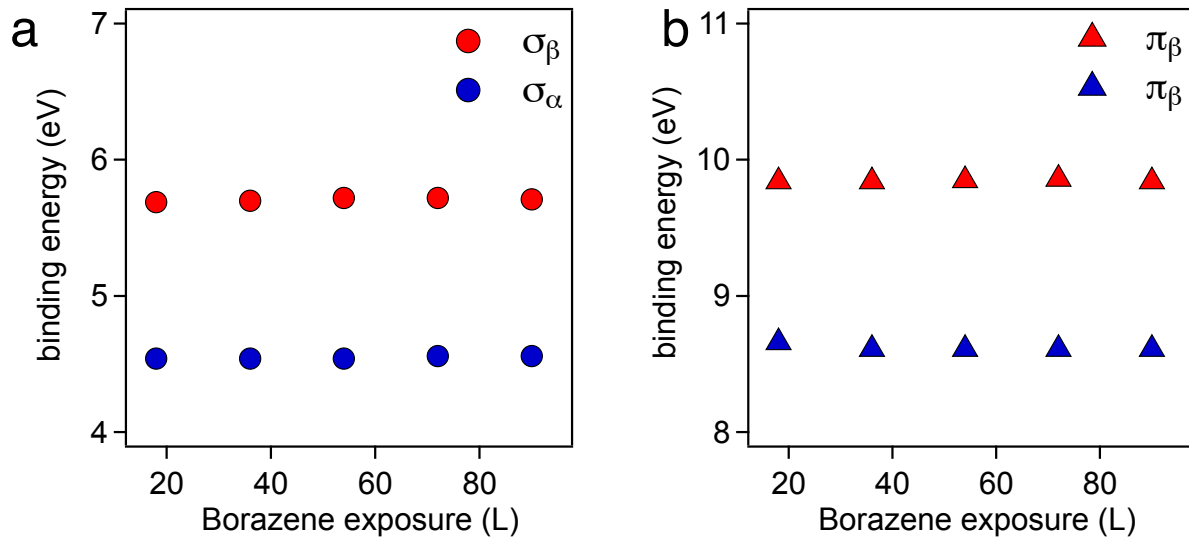 a
7
6
5
4
binding energy (eV)
σβ
σα
20 40 60 80
Borazene exposure (L)
b
11
10
9
8
binding energy (eV)
πβ
πβ
20 40 60 80
Borazene exposure (L)